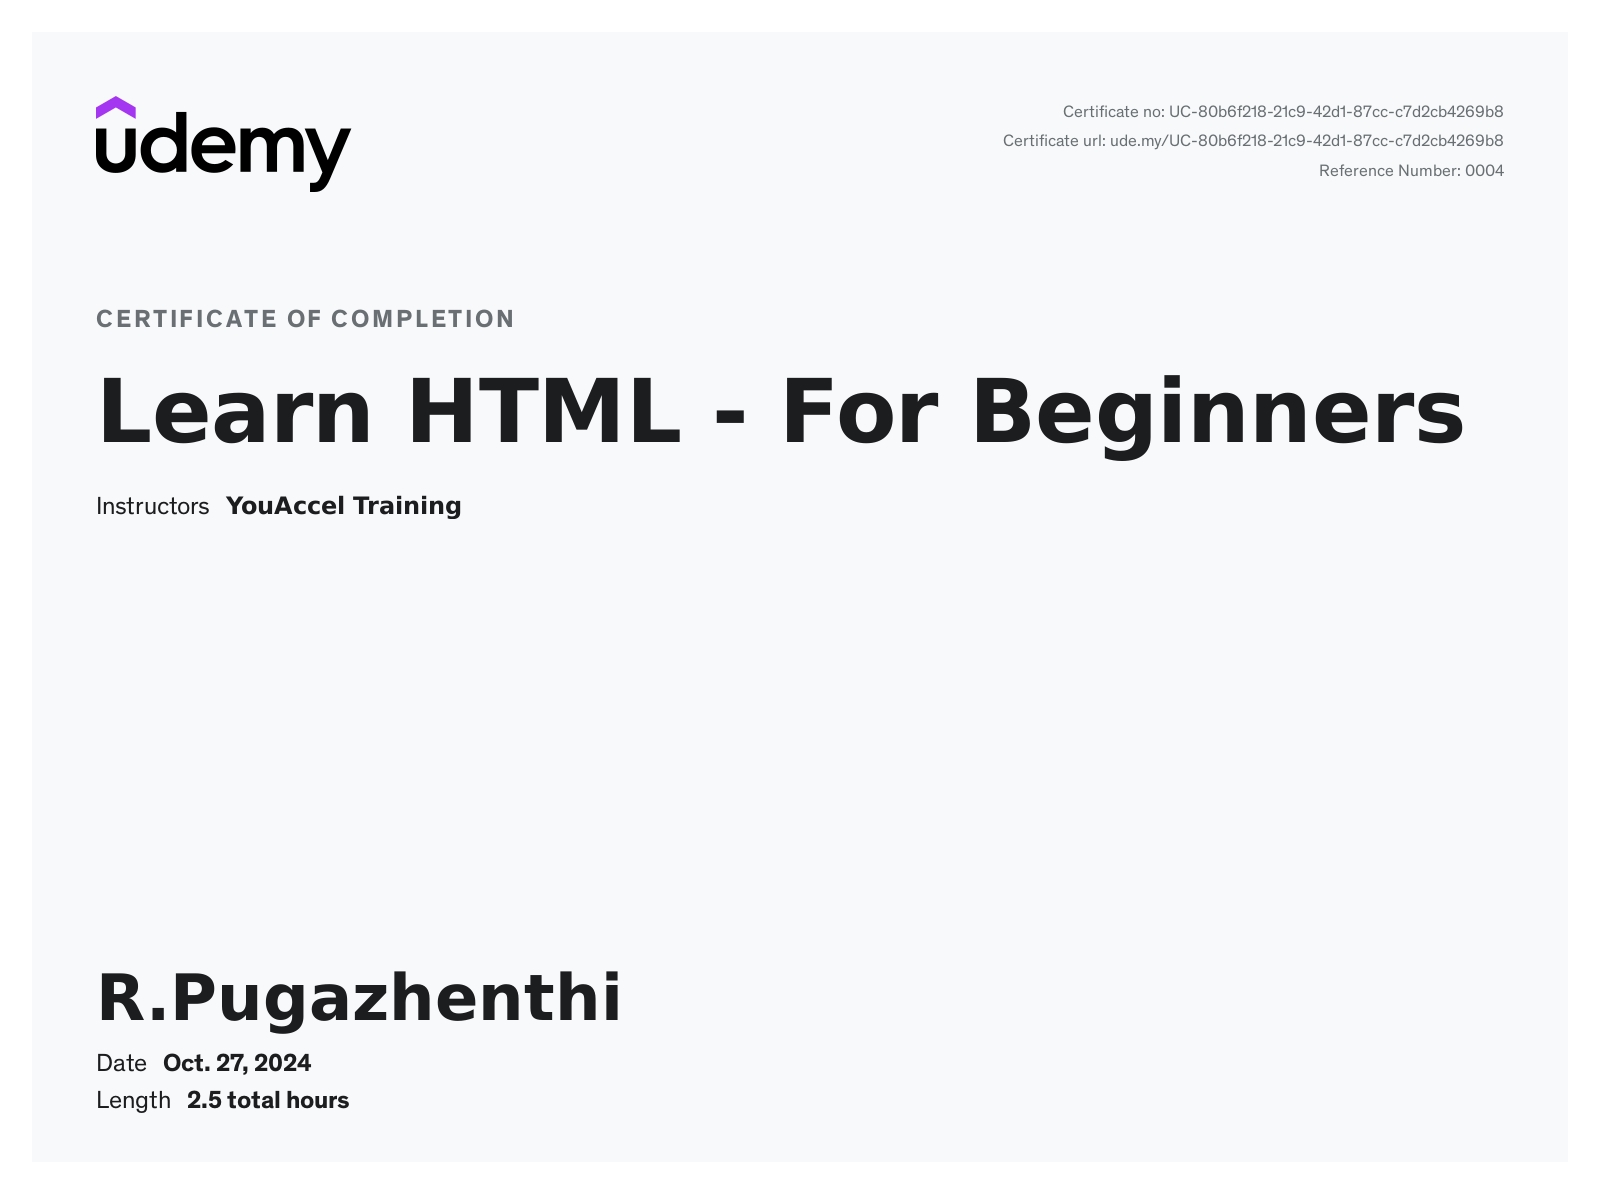 udemy
Certificate no: UC-80b6f218-21c9-42d1-87cc-c7d2cb4269b8
Certificate url: ude.my/UC-80b6f218-21c9-42d1-87cc-c7d2cb4269b8
Reference Number: 0004
CERTIFICATE OF COMPLETION
Learn HTML - For Beginners
Instructors YouAccel Training
R.Pugazhenthi
Date Oct. 27, 2024
Length 2.5 total hours